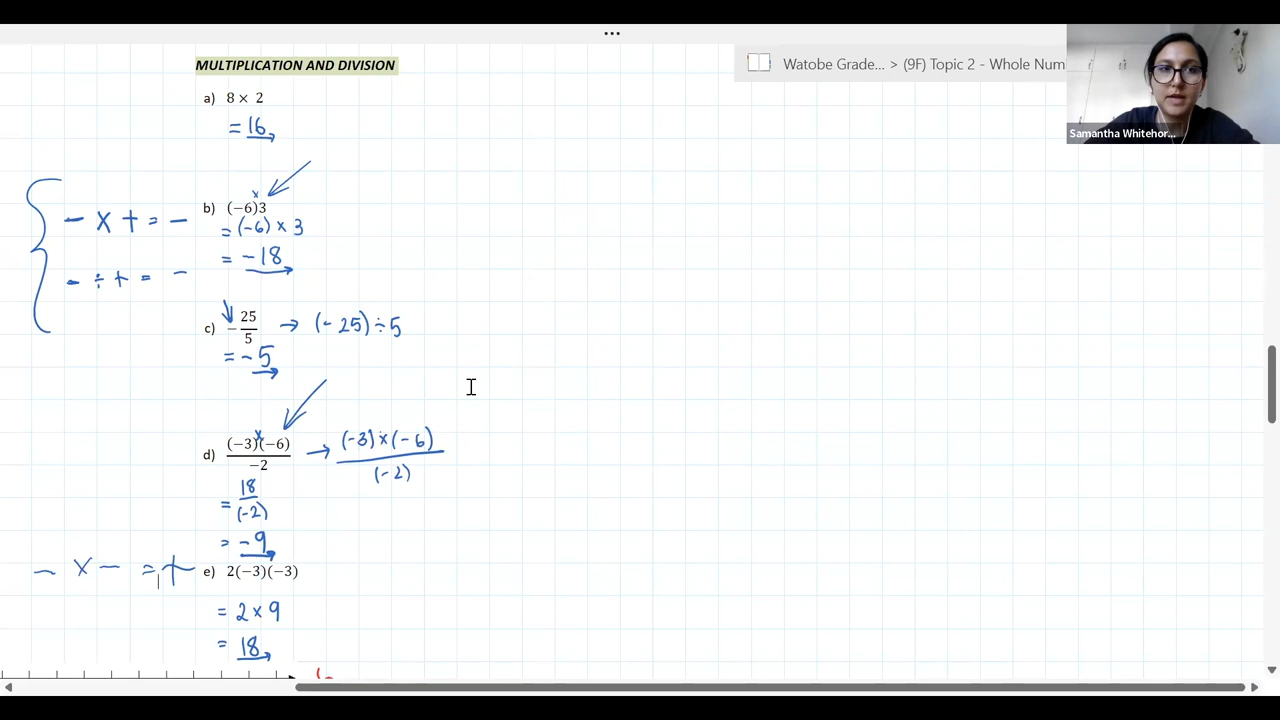 ...
MULTIPLICATION AND DIVISION
Watobe Grade... > (9F) Topic 2 - Whole Num
Samantha Whitehor...
a) 8 × 2
= 16
b) (−6)3
×
= (-6) × 3
= -18
- × + = -
- ÷ + = -
c) − 25/5 → (-25) ÷ 5
= -5
d) (−3)(−6)/−2 → (-3) × (-6)/(-2)
×
= 18/(-2)
= -9
- × - = +
e) 2(−3)(−3)
= 2 × 9
= 18